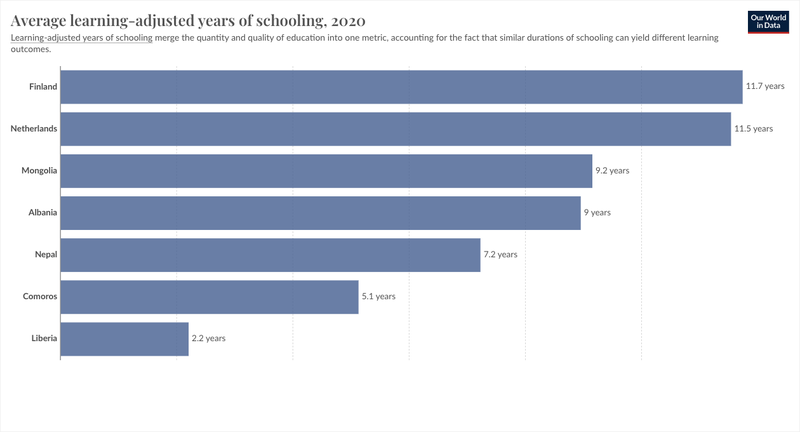 Average learning-adjusted years of schooling, 2020
Our World
in Data
Learning-adjusted years of schooling merge the quantity and quality of education into one metric, accounting for the fact that similar durations of schooling can yield different learning
outcomes.
Finland 11.7 years
Netherlands 11.5 years
Mongolia 9.2 years
Albania 9 years
Nepal 7.2 years
Comoros 5.1 years
Liberia 2.2 years